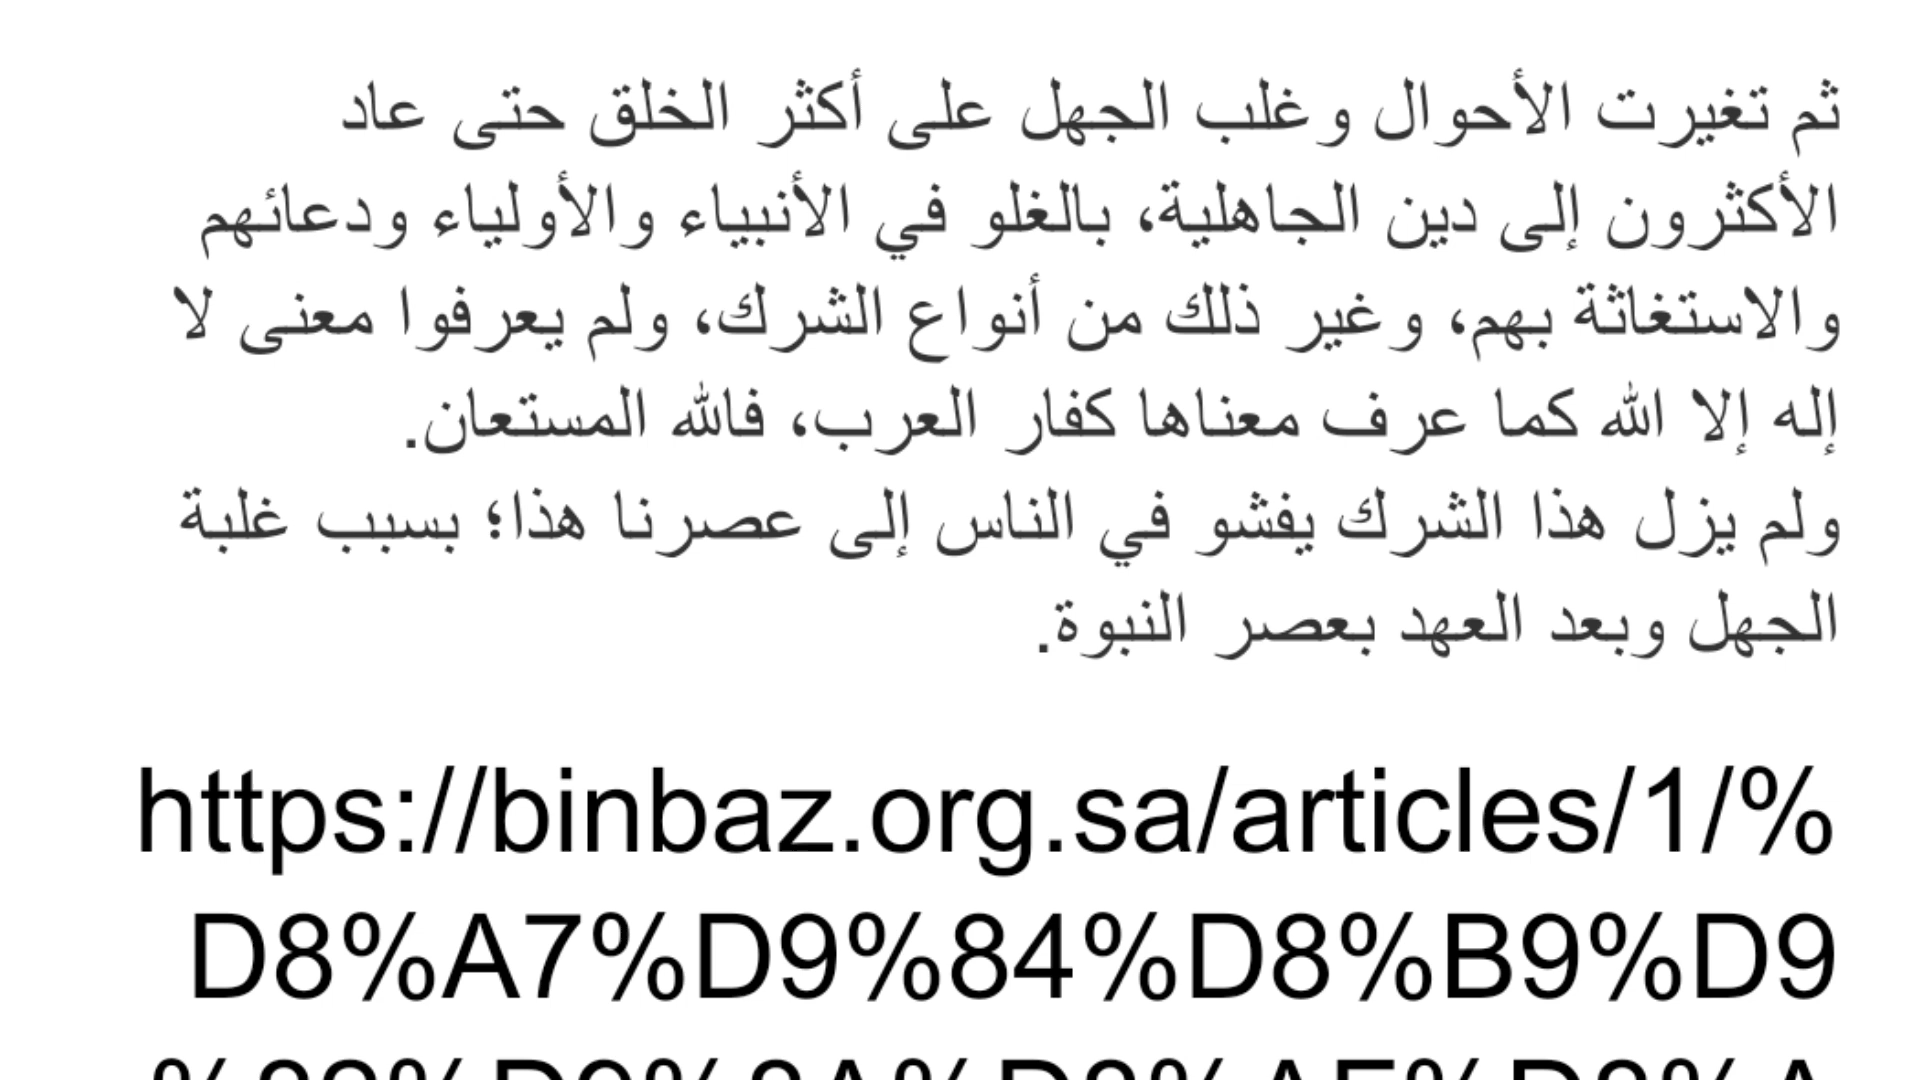 ثم تغيرت الأحوال وغلب الجهل على أكثر الخلق حتى عاد
الأكثرون إلى دين الجاهلية، بالغلو في الأنبياء والأولياء ودعائهم
والاستغاثة بهم، وغير ذلك من أنواع الشرك، ولم يعرفوا معنى لا
إله إلا الله كما عرف معناها كفار العرب، فالله المستعان.
ولم يزل هذا الشرك يفشو في الناس إلى عصرنا هذا؛ بسبب غلبة
الجهل وبعد العهد بعصر النبوة.
https://binbaz.org.sa/articles/1/%
D8%A7%D9%84%D8%B9%D9